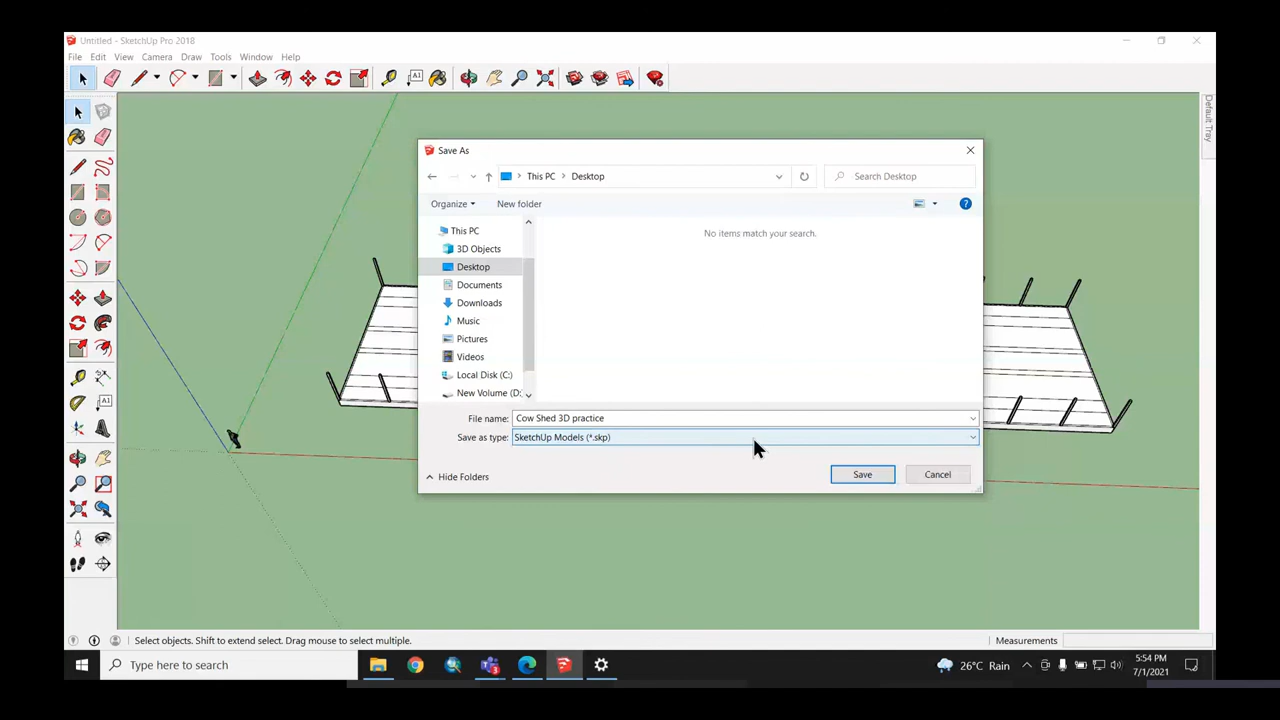 Untitled - SketchUp Pro 2018
File Edit View Camera Draw Tools Window Help
A1
Default Tray
Save As
This PC > Desktop
Search Desktop
Organize
New folder
This PC
3D Objects
Desktop
Documents
Downloads
Music
Pictures
Videos
Local Disk (C:)
New Volume (D:
No items match your search.
File name: Cow Shed 3D practice
Save as type: SketchUp Models (*.skp)
Hide Folders
Save
Cancel
A1
Select objects. Shift to extend select. Drag mouse to select multiple.
Measurements
Type here to search
26°C Rain
5:54 PM
7/1/2021